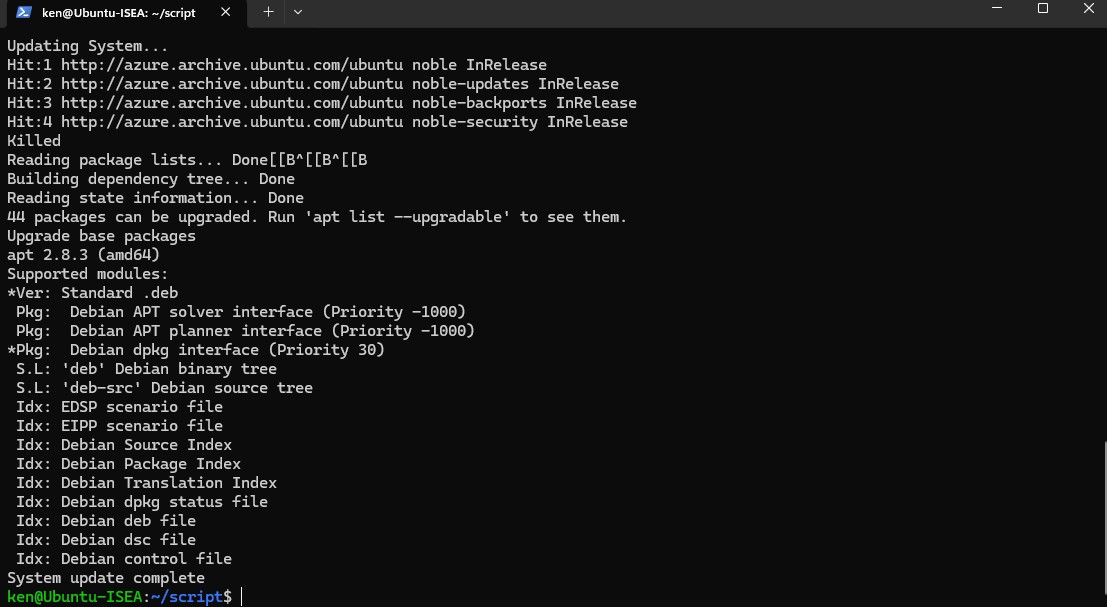 ken@Ubuntu-ISEA: ~/script
Updating System...
Hit:1 http://azure.archive.ubuntu.com/ubuntu noble InRelease
Hit:2 http://azure.archive.ubuntu.com/ubuntu noble-updates InRelease
Hit:3 http://azure.archive.ubuntu.com/ubuntu noble-backports InRelease
Hit:4 http://azure.archive.ubuntu.com/ubuntu noble-security InRelease
Killed
Reading package lists... Done[[B^[[B^[[B
Building dependency tree... Done
Reading state information... Done
44 packages can be upgraded. Run 'apt list --upgradable' to see them.
Upgrade base packages
apt 2.8.3 (amd64)
Supported modules:
*Ver: Standard .deb
 Pkg:  Debian APT solver interface (Priority -1000)
 Pkg:  Debian APT planner interface (Priority -1000)
*Pkg:  Debian dpkg interface (Priority 30)
 S.L: 'deb' Debian binary tree
 S.L: 'deb-src' Debian source tree
 Idx: EDSP scenario file
 Idx: EIPP scenario file
 Idx: Debian Source Index
 Idx: Debian Package Index
 Idx: Debian Translation Index
 Idx: Debian dpkg status file
 Idx: Debian deb file
 Idx: Debian dsc file
 Idx: Debian control file
System update complete
ken@Ubuntu-ISEA:~/script$